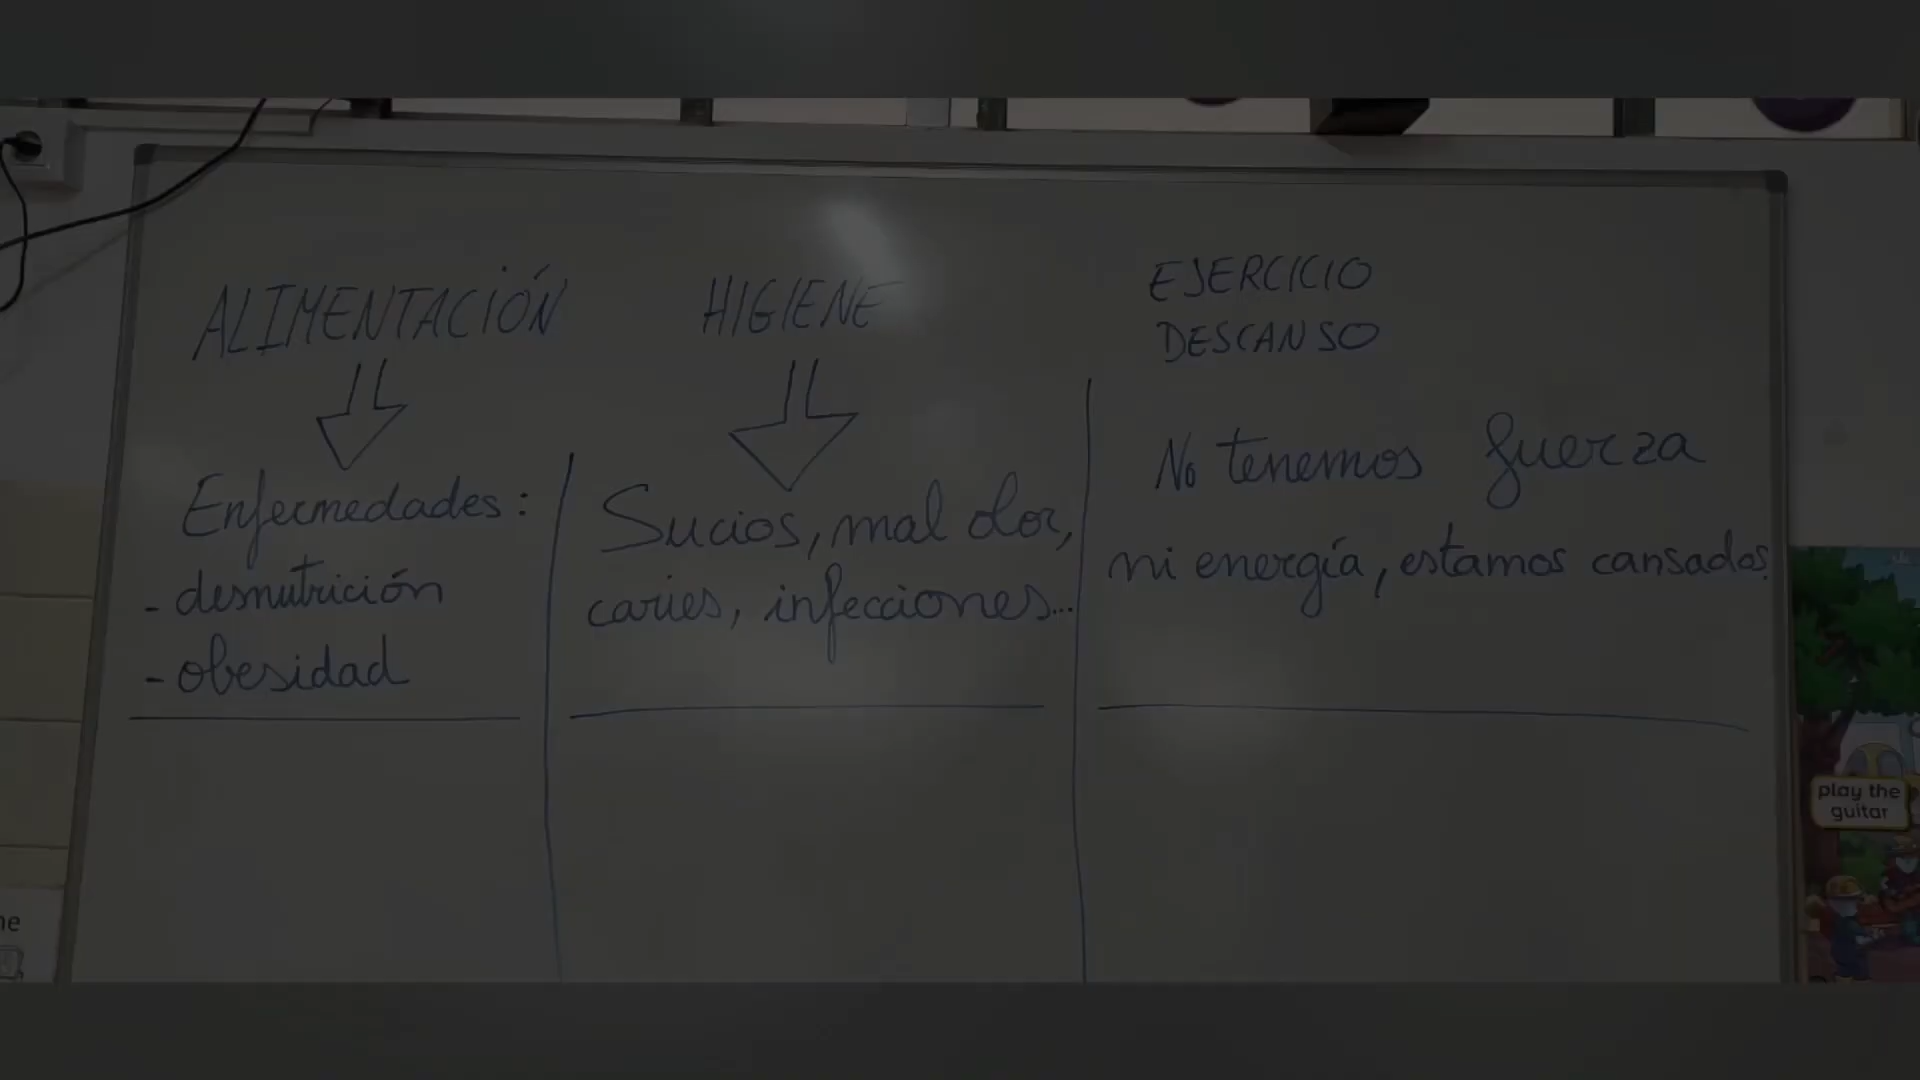 ALIMENTACIÓN
Enfermedades:
- desnutrición
- obesidad
HIGIENE
Sucios, mal olor,
caries, infecciones...
EJERCICIO
DESCANSO
No tenemos fuerza
ni energía, estamos cansados.
play the
guitar